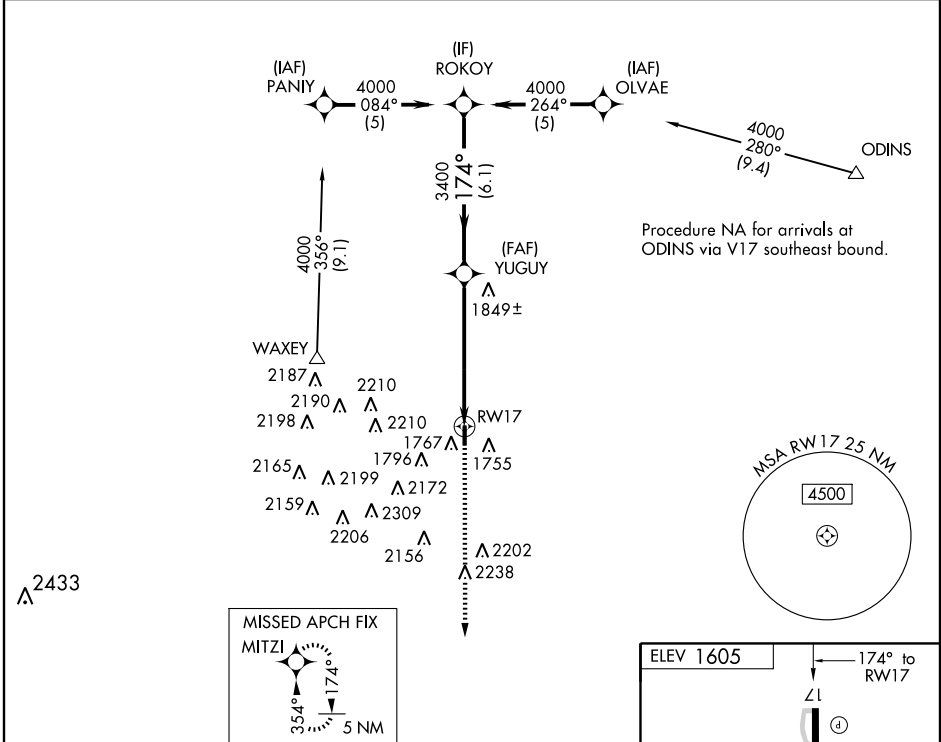 (IAF)
PANIY
4000
084°
(5)
(IF)
ROKOY
4000
264°
(5)
(IAF)
OLVAE
4000
280°
(9.4)
ODINS
3400
174°
(6.1)
Procedure NA for arrivals at
ODINS via V17 southeast bound.
4000
356°
(9.1)
(FAF)
YUGUY
1849±
WAXEY
2187
2190
2210
2198
2210
RW17
1767
1755
1796
2165
2199
2172
2159
2309
2206
2156
2202
2238
2433
MSA RW17 25 NM
4500
MISSED APCH FIX
MITZI
174°
354°
5 NM
ELEV 1605
174° to
RW17
17
P